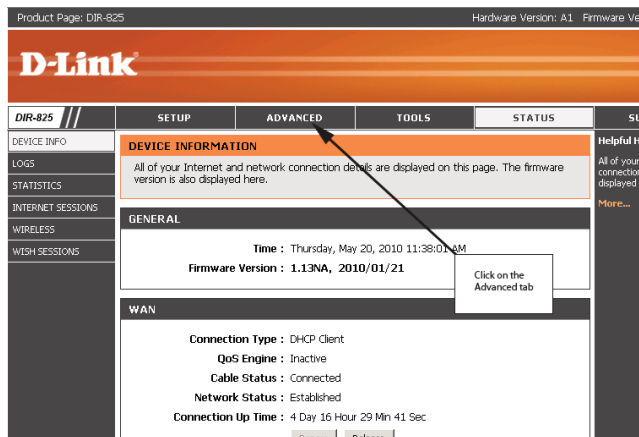 Product Page: DIR-825 Hardware Version: A1 Firmware
D-Link
DIR-825 SETUP ADVANCED TOOLS STATUS
DEVICE INFO
LOGS
STATISTICS
INTERNET SESSIONS
WIRELESS
WISH SESSIONS
DEVICE INFORMATION
All of your Internet and network connection details are displayed on this page. The firmware
version is also displayed here.
GENERAL
Time : Thursday, May 20, 2010 11:38:01 AM
Firmware Version : 1.13NA, 2010/01/21
Click on the
Advanced tab
WAN
Connection Type : DHCP Client
QoS Engine : Inactive
Cable Status : Connected
Network Status : Established
Connection Up Time : 4 Day 16 Hour 29 Min 41 Sec
Helpful
All of your
connection
displayed
More...